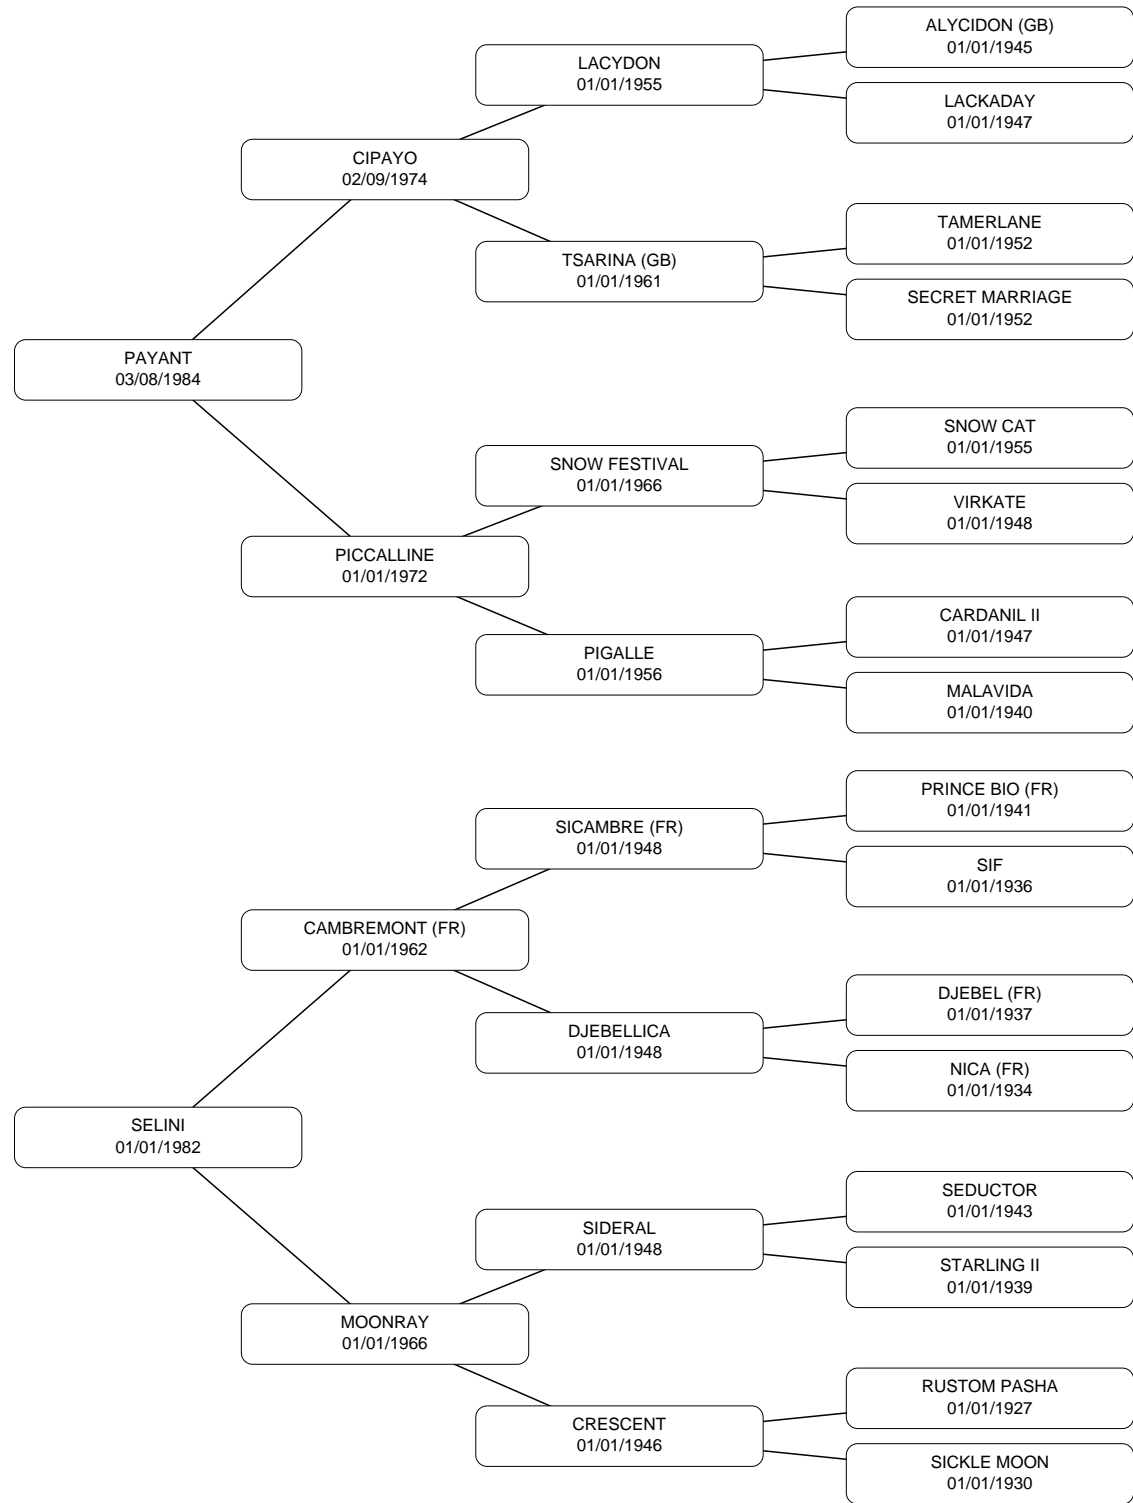 ALYCIDON (GB)
01/01/1945
LACYDON
01/01/1955
LACKADAY
01/01/1947
CIPAYO
02/09/1974
TAMERLANE
01/01/1952
TSARINA (GB)
01/01/1961
SECRET MARRIAGE
01/01/1952
PAYANT
03/08/1984
SNOW CAT
01/01/1955
SNOW FESTIVAL
01/01/1966
VIRKATE
01/01/1948
PICCALLINE
01/01/1972
CARDANIL II
01/01/1947
PIGALLE
01/01/1956
MALAVIDA
01/01/1940
PRINCE BIO (FR)
01/01/1941
SICAMBRE (FR)
01/01/1948
SIF
01/01/1936
CAMBREMONT (FR)
01/01/1962
DJEBEL (FR)
01/01/1937
DJEBELLICA
01/01/1948
NICA (FR)
01/01/1934
SELINI
01/01/1982
SEDUCTOR
01/01/1943
SIDERAL
01/01/1948
STARLING II
01/01/1939
MOONRAY
01/01/1966
RUSTOM PASHA
01/01/1927
CRESCENT
01/01/1946
SICKLE MOON
01/01/1930